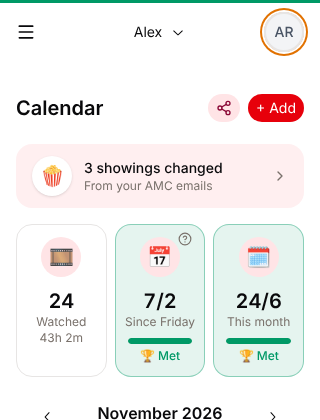 Alex
AR
Calendar
+ Add
3 showings changed
From your AMC emails
24
Watched
43h 2m
7/2
Since Friday
🏆 Met
24/6
This month
🏆 Met
November 2026